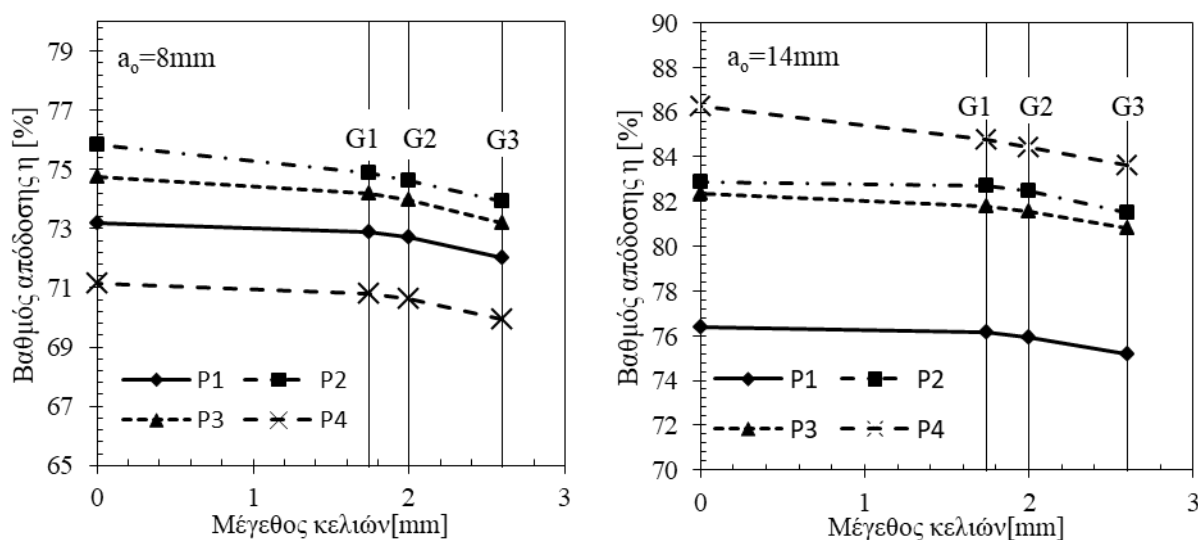 Βαθμός απόδοσης η [%]
79
77
75
73
71
69
67
65
a₀=8mm
G1 G2 G3
P1 P2
P3 P4
0 1 2 3
Μέγεθος κελιών[mm]
Βαθμός απόδοσης η [%]
90
88
86
84
82
80
78
76
74
72
70
a₀=14mm
G1 G2 G3
P1 P2
P3 P4
0 1 2 3
Μέγεθος κελιών[mm]